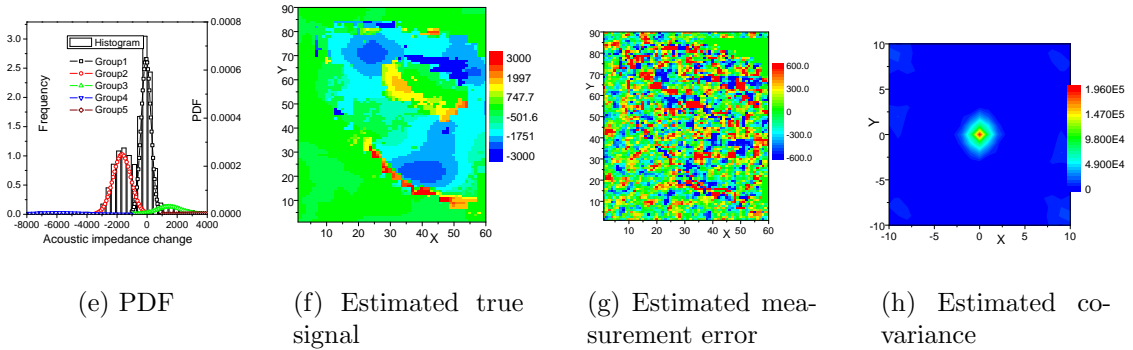 3.0
2.5
2.0
1.5
1.0
0.5
0.0
Frequency
Histogram
Group1
Group2
Group3
Group4
Group5
0.0008
0.0006
0.0004
0.0002
0.0000
PDF
-8000 -6000 -4000 -2000 0 2000 4000
Acoustic impedance change
(e) PDF
90
80
70
60
50
40
30
20
10
Y
10 20 30 40 50 60
X
3000
1997
747.7
-501.6
-1751
-3000
(f) Estimated true
signal
90
80
70
60
50
40
30
20
10
Y
10 20 30 40 50 60
X
600.0
300.0
0.0
-300.0
-600.0
(g) Estimated mea-
surement error
10
5
0
-5
-10
Y
-10 -5 0 5 10
X
1.960E5
1.470E5
9.800E4
4.900E4
0
(h) Estimated co-
variance